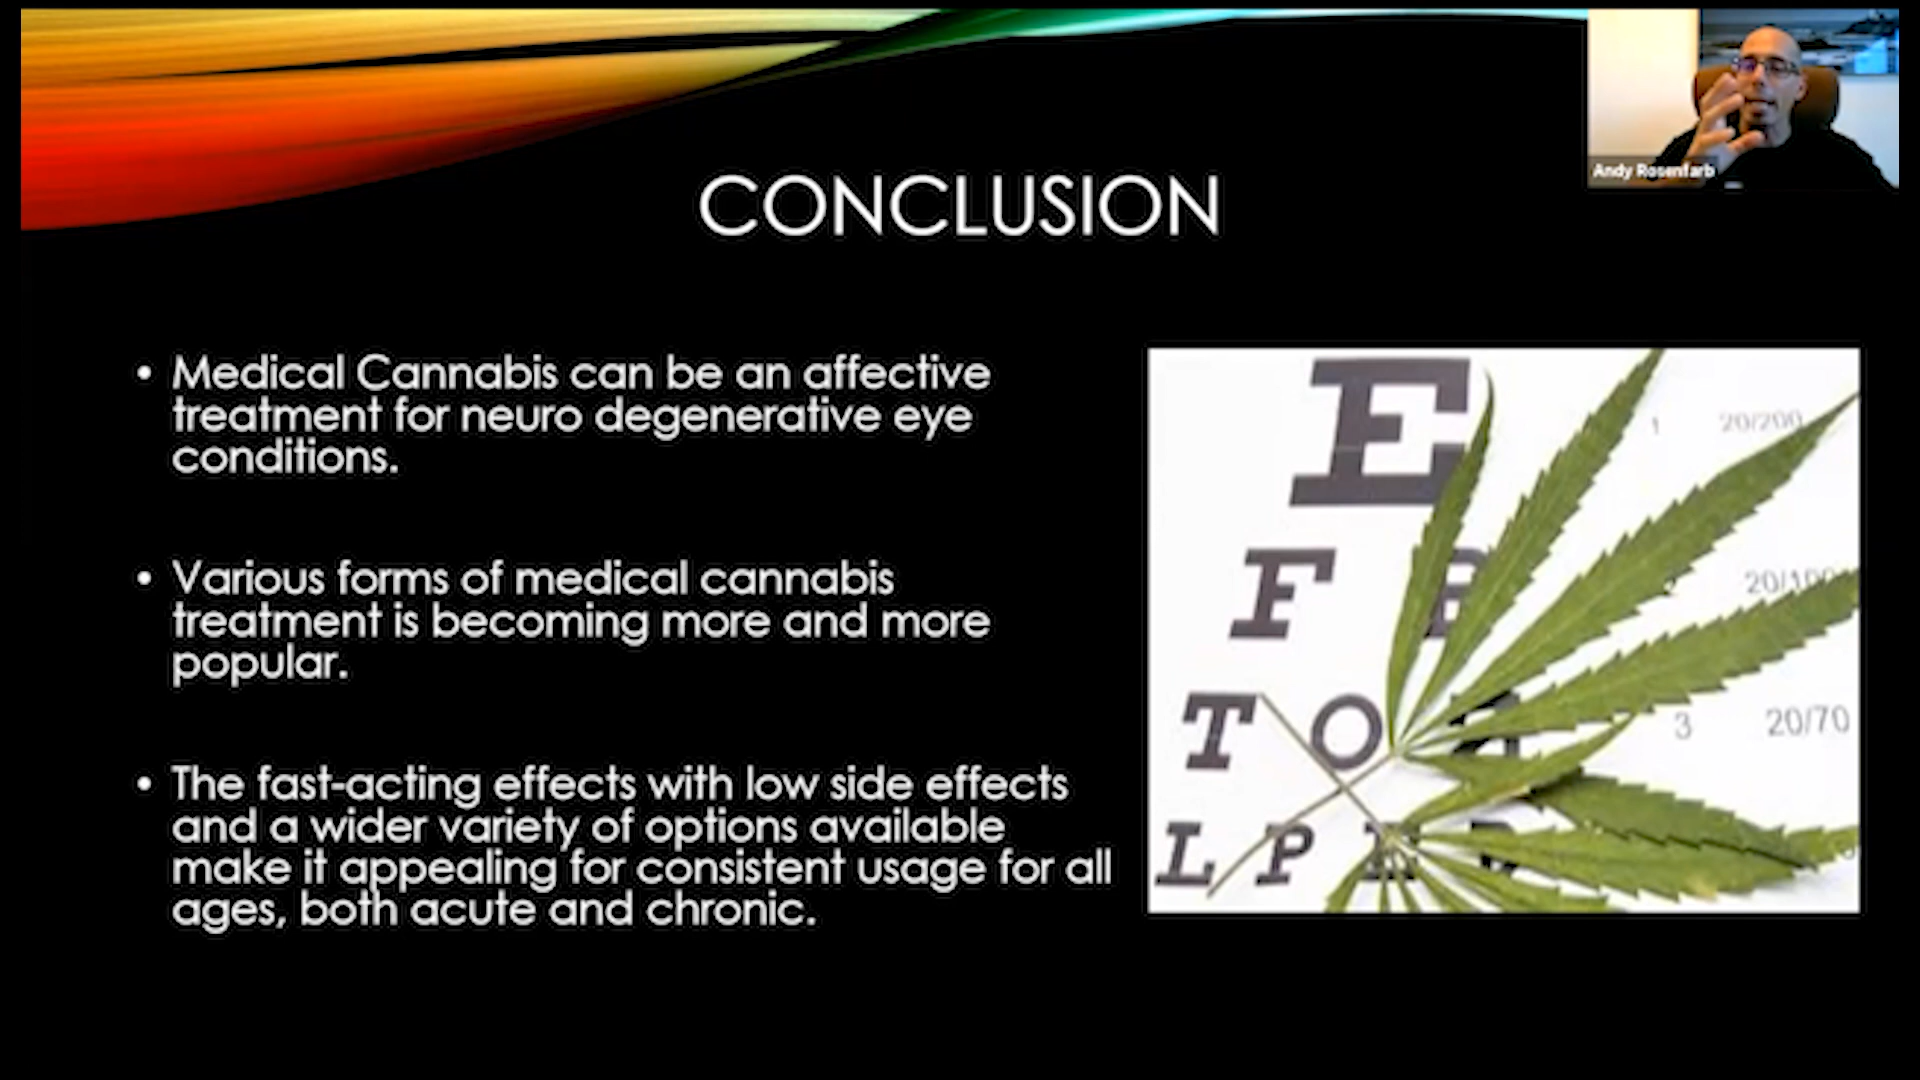 Andy Rosenfarb
CONCLUSION
• Medical Cannabis can be an affective
treatment for neuro degenerative eye
conditions.
• Various forms of medical cannabis
treatment is becoming more and more
popular.
• The fast-acting effects with low side effects
and a wider variety of options available
make it appealing for consistent usage for all
ages, both acute and chronic.
E 1 20/200
F 20/100
T O 3 20/70
L P E